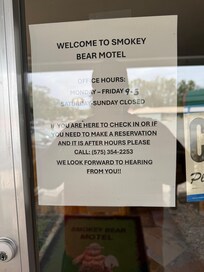 WELCOME TO SMOKEY
BEAR MOTEL
OFFICE HOURS:
MONDAY – FRIDAY 9 - 5
SATURDAY-SUNDAY CLOSED
IF YOU ARE HERE TO CHECK IN OR IF
YOU NEED TO MAKE A RESERVATION
AND IT IS AFTER HOURS PLEASE
CALL: (575) 354-2253
WE LOOK FORWARD TO HEARING
FROM YOU!!
SMOKEY BEAR
MOTEL